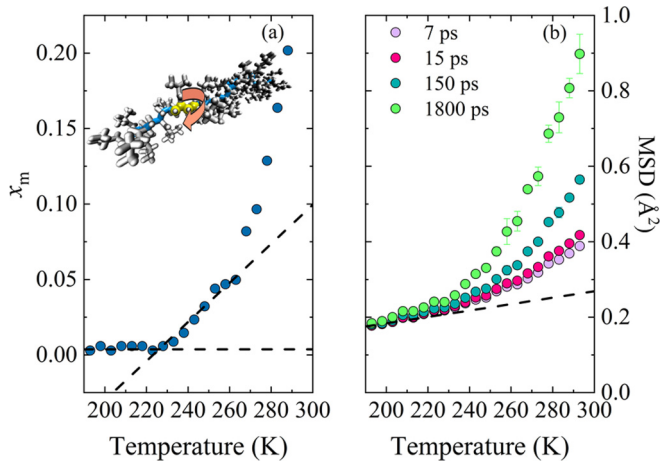 (a)
0.20
0.15
0.10
0.05
0.00
xm
200 220 240 260 280 300
Temperature (K)
(b)
7 ps
15 ps
150 ps
1800 ps
1.0
0.8
0.6
0.4
0.2
0.0
MSD (Å²)
200 220 240 260 280 300
Temperature (K)